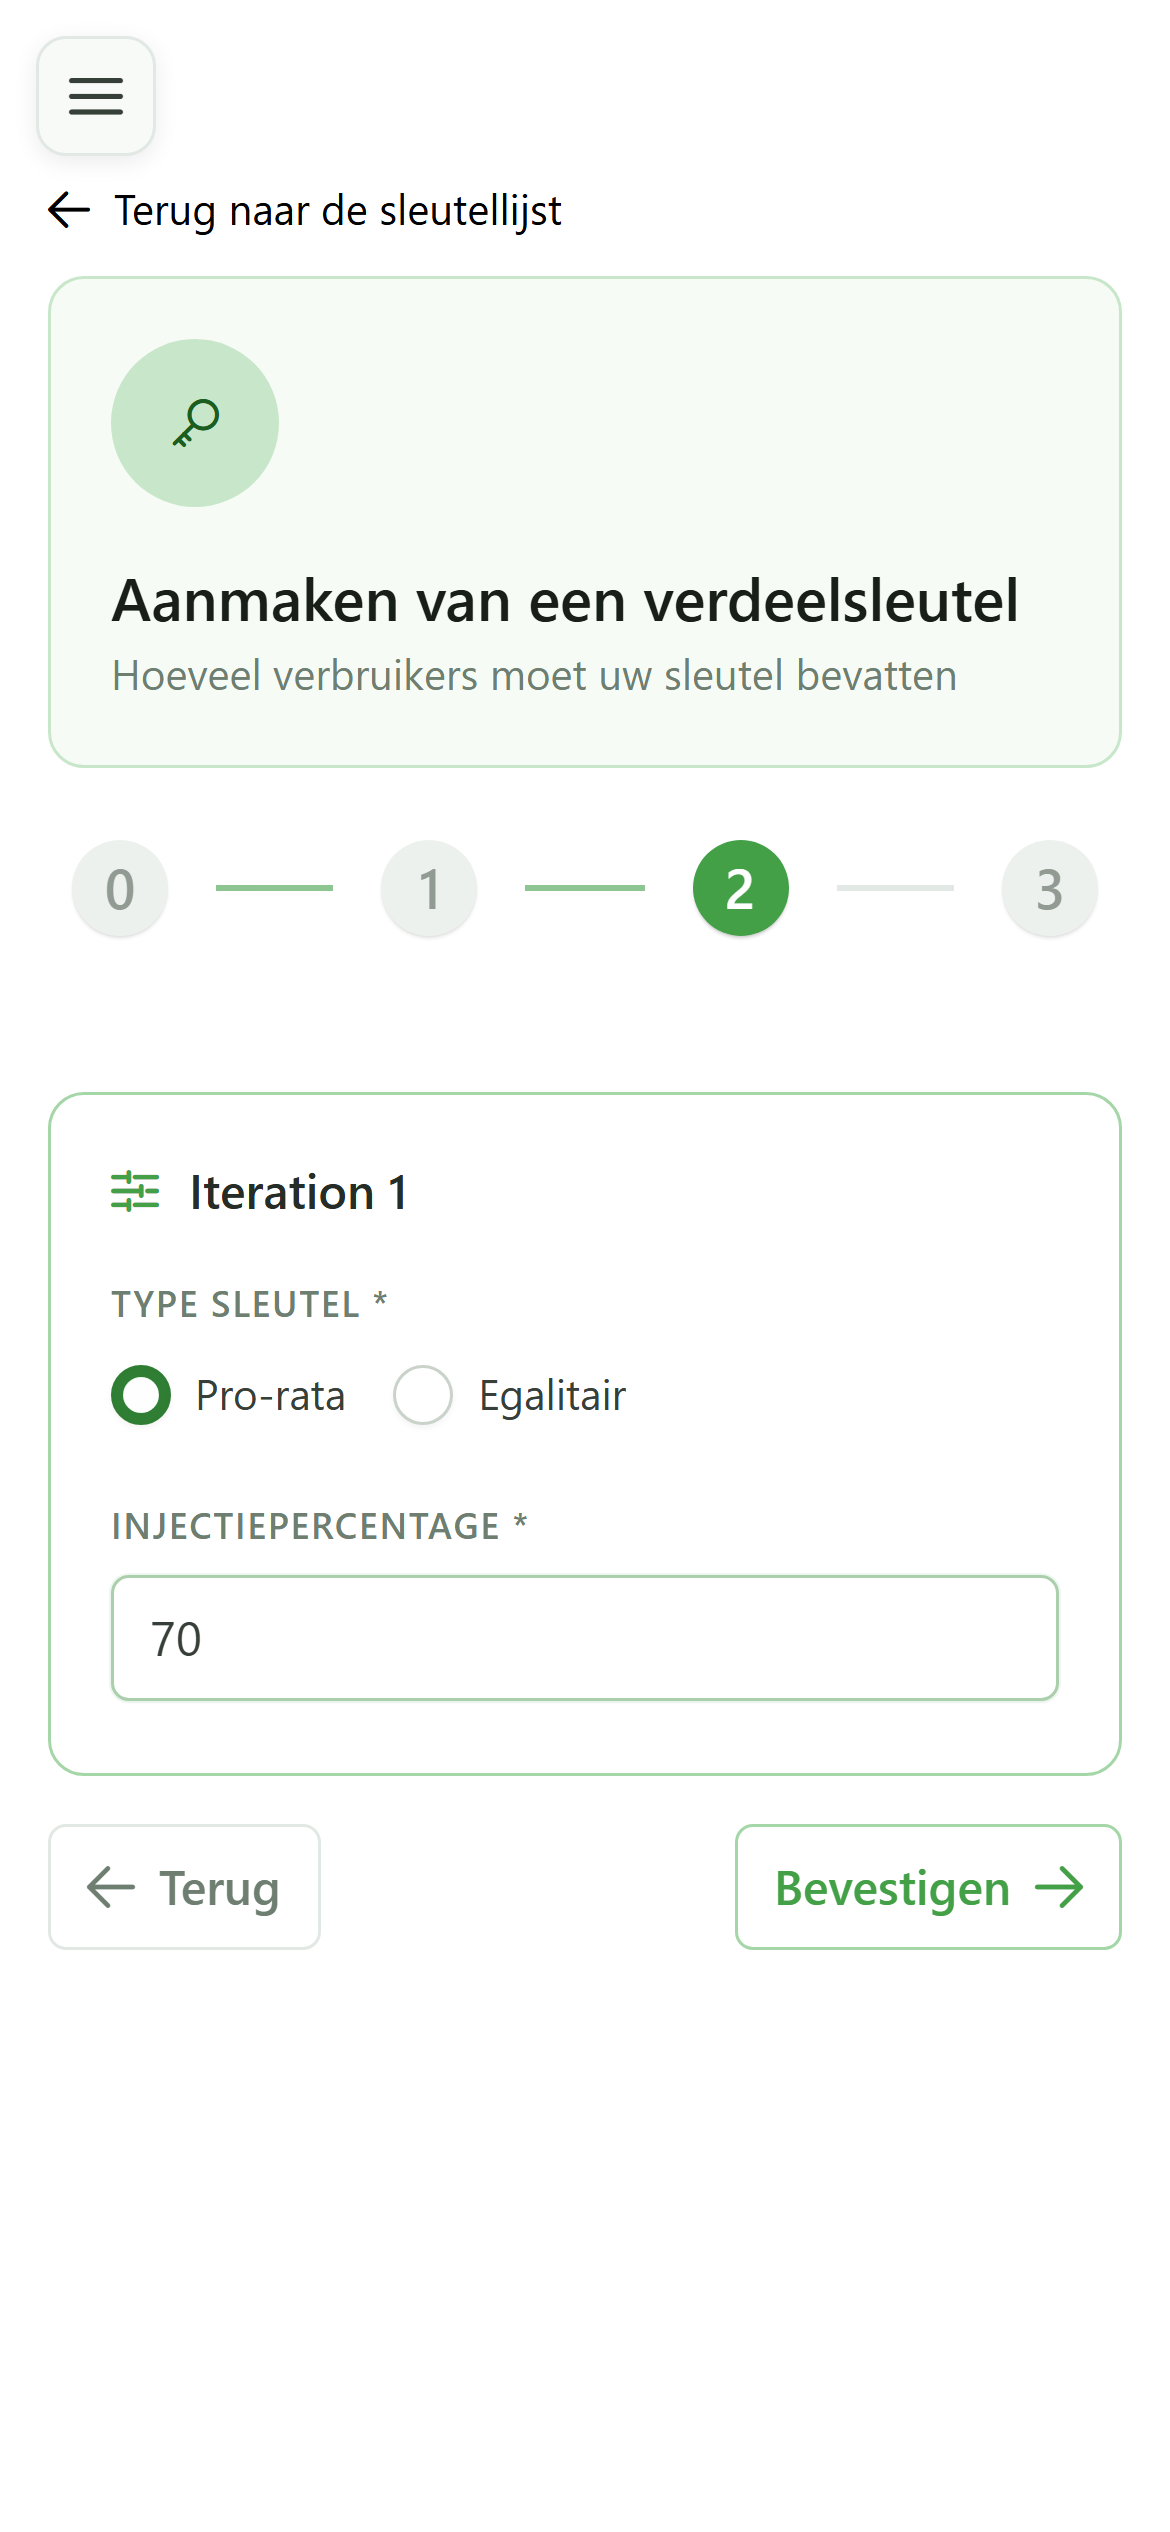 Terug naar de sleutellijst
Aanmaken van een verdeelsleutel
Hoeveel verbruikers moet uw sleutel bevatten
0 1 2 3
Iteration 1
TYPE SLEUTEL *
Pro-rata Egalitair
INJECTIEPERCENTAGE *
70
Terug Bevestigen